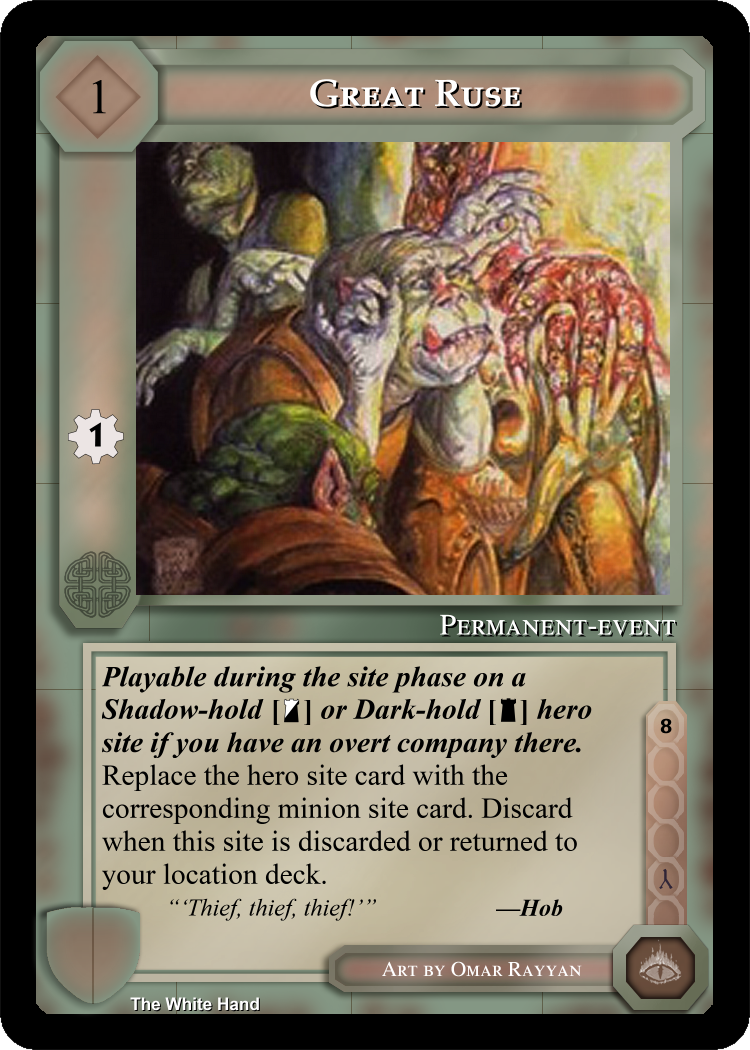 1
GREAT RUSE
1
PERMANENT-EVENT
Playable during the site phase on a
Shadow-hold [ ] or Dark-hold [ ] hero
site if you have an overt company there.
Replace the hero site card with the
corresponding minion site card. Discard
when this site is discarded or returned to
your location deck.
“‘Thief, thief, thief!’” —Hob
8
ART BY OMAR RAYYAN
The White Hand